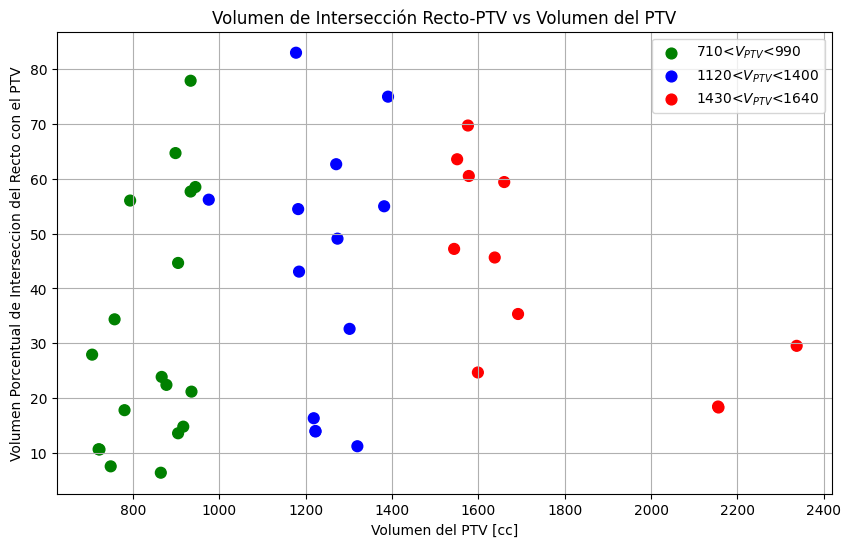 Volumen de Intersección Recto-PTV vs Volumen del PTV
710<V_PTV<990
1120<V_PTV<1400
1430<V_PTV<1640
Volumen Porcentual de Interseccion del Recto con el PTV
80
70
60
50
40
30
20
10
800 1000 1200 1400 1600 1800 2000 2200 2400
Volumen del PTV [cc]